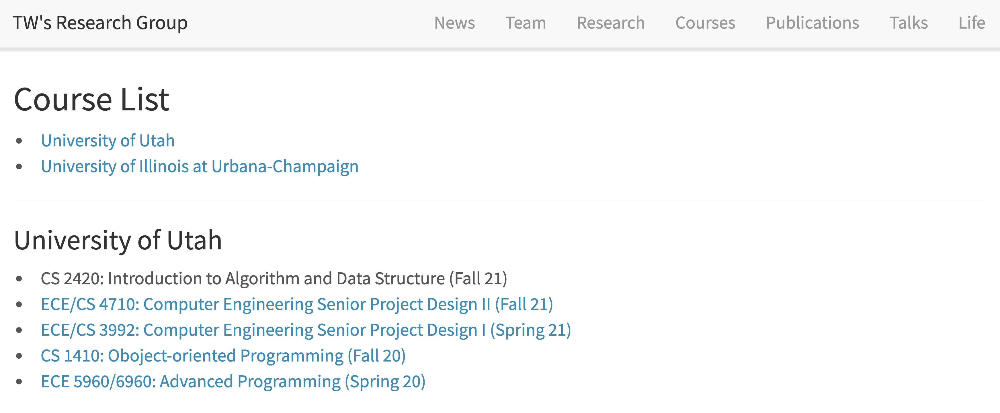 TW's Research Group News Team Research Courses Publications Talks Life
Course List
• University of Utah
• University of Illinois at Urbana-Champaign
University of Utah
• CS 2420: Introduction to Algorithm and Data Structure (Fall 21)
• ECE/CS 4710: Computer Engineering Senior Project Design II (Fall 21)
• ECE/CS 3992: Computer Engineering Senior Project Design I (Spring 21)
• CS 1410: Oboject-oriented Programming (Fall 20)
• ECE 5960/6960: Advanced Programming (Spring 20)